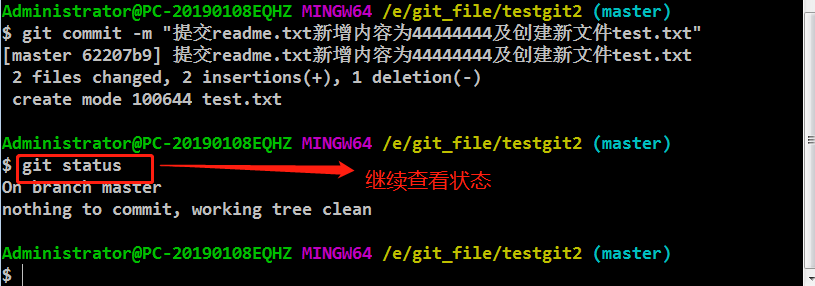 Administrator@PC-20190108EQHZ MINGW64 /e/git_file/testgit2 (master)
$ git commit -m "提交readme.txt新增内容为44444444及创建新文件test.txt"
[master 62207b9] 提交readme.txt新增内容为44444444及创建新文件test.txt
 2 files changed, 2 insertions(+), 1 deletion(-)
 create mode 100644 test.txt
Administrator@PC-20190108EQHZ MINGW64 /e/git_file/testgit2 (master)
$ git status
继续查看状态
On branch master
nothing to commit, working tree clean
Administrator@PC-20190108EQHZ MINGW64 /e/git_file/testgit2 (master)
$